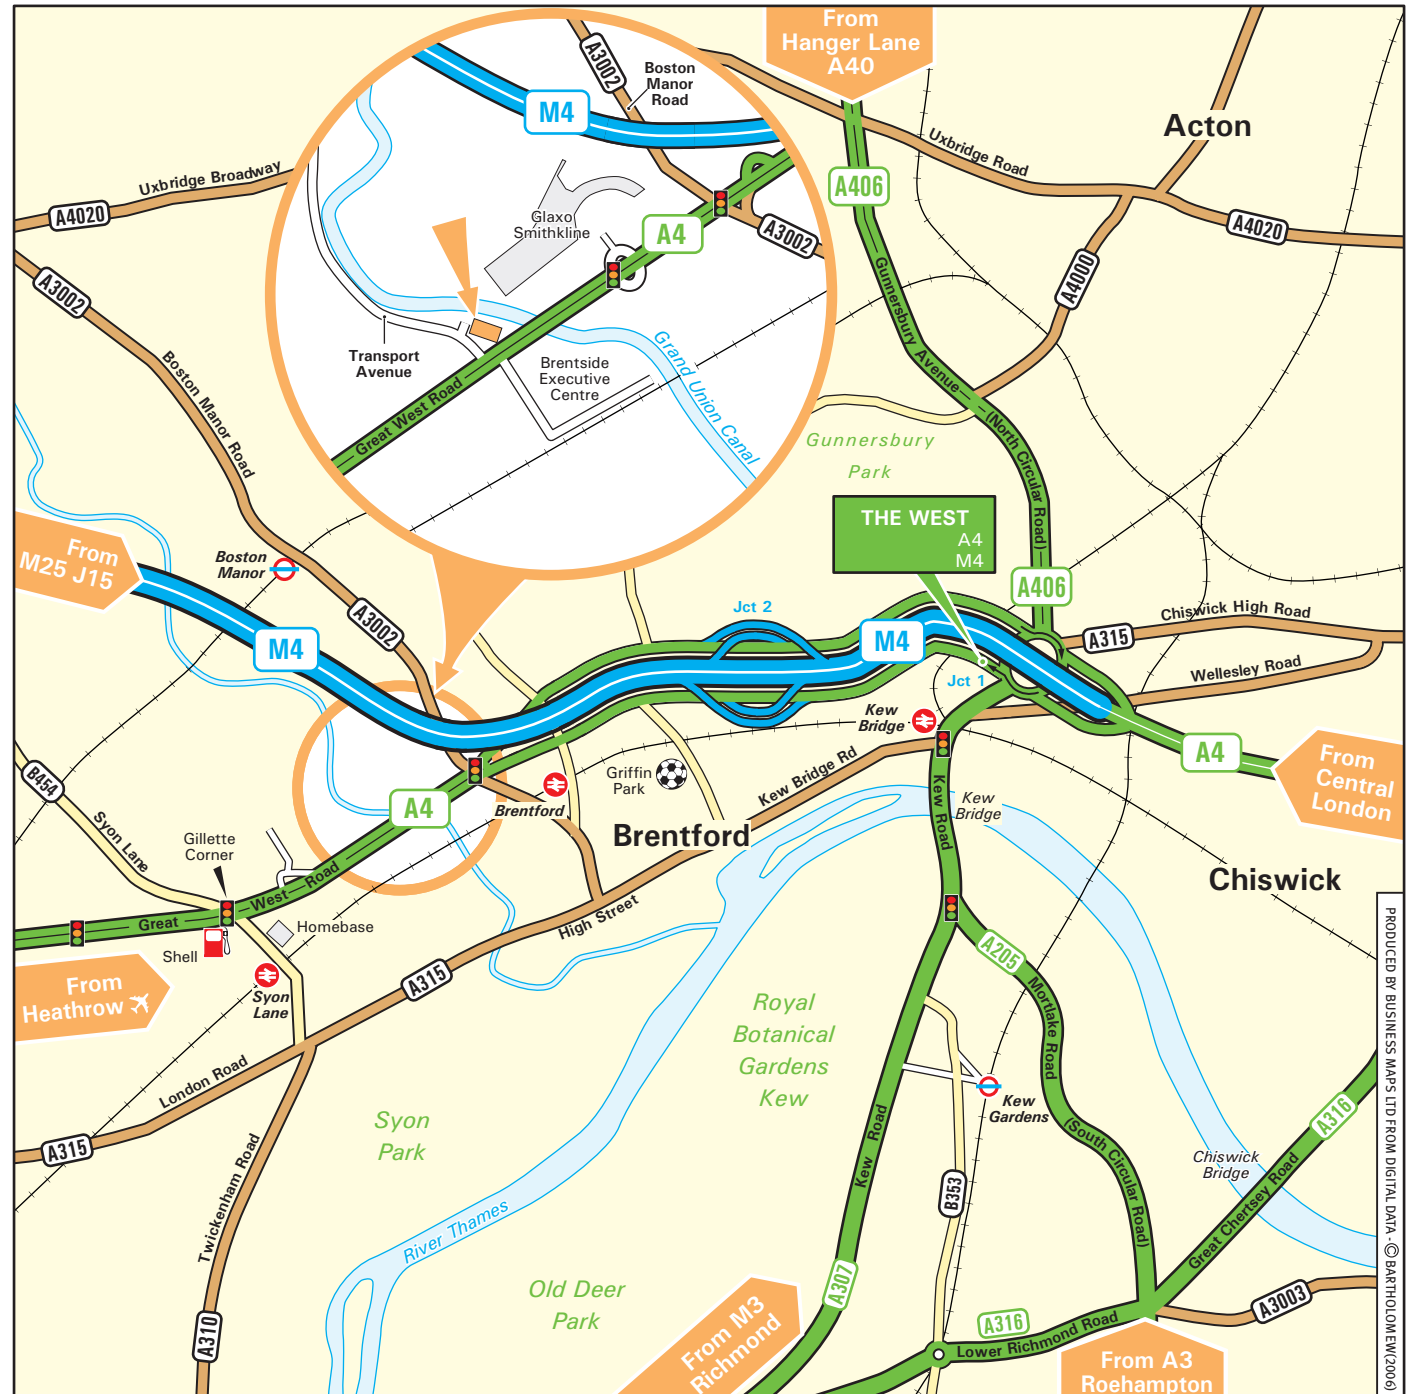 From
Hanger Lane
A40
A3002
Boston
Manor
Road
M4
Acton
Uxbridge Road
Uxbridge Broadway
A4020
A406
A4020
Glaxo
Smithkline
A4
A3002
A3002
A4000
Gunnersbury Avenue
(North Circular Road)
Transport
Avenue
Brentside
Executive
Centre
Grand Union Canal
Great West Road
Boston Manor Road
Gunnersbury
Park
THE WEST
A4
M4
From
M25 J15
Boston
Manor
A3002
A406
Jct 2
Chiswick High Road
A315
M4
M4
Wellesley Road
Jct 1
Kew
Bridge
A4
From
Central
London
B454
Syon Lane
Gillette
Corner
A4
Brentford
Griffin
Park
Kew Bridge Rd
Kew Road
Kew
Bridge
Brentford
Chiswick
Great West Road
Homebase
Shell
High Street
A315
Syon
Lane
From
Heathrow
A205
Mortlake Road
(South Circular Road)
Royal
Botanical
Gardens
Kew
London Road
Kew
Gardens
Syon
Park
A315
Twickenham Road
Kew Road
A316
Chiswick
Bridge
Great Chertsey Road
B353
River Thames
Old Deer
Park
A307
A310
From M3
Richmond
A316
Lower Richmond Road
A3003
From A3
Roehampton
PRODUCED BY BUSINESS MAPS LTD FROM DIGITAL DATA - © BARTHOLOMEW(2006)